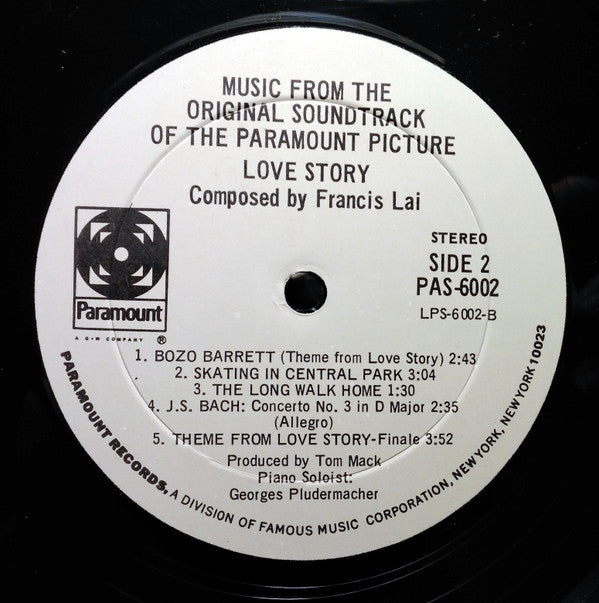 MUSIC FROM THE
ORIGINAL SOUNDTRACK
OF THE PARAMOUNT PICTURE
LOVE STORY
Composed by Francis Lai
STEREO
SIDE 2
PAS-6002
LPS-6002-B
Paramount
®
A G+W COMPANY
1. BOZO BARRETT (Theme from Love Story) 2:43
2. SKATING IN CENTRAL PARK 3:04
3. THE LONG WALK HOME 1:30
4. J.S. BACH: Concerto No. 3 in D Major 2:35
(Allegro)
5. THEME FROM LOVE STORY-Finale 3:52
Produced by Tom Mack
Piano Soloist:
Georges Pludermacher
PARAMOUNT RECORDS, A DIVISION OF FAMOUS MUSIC CORPORATION, NEW YORK, NEW YORK 10023